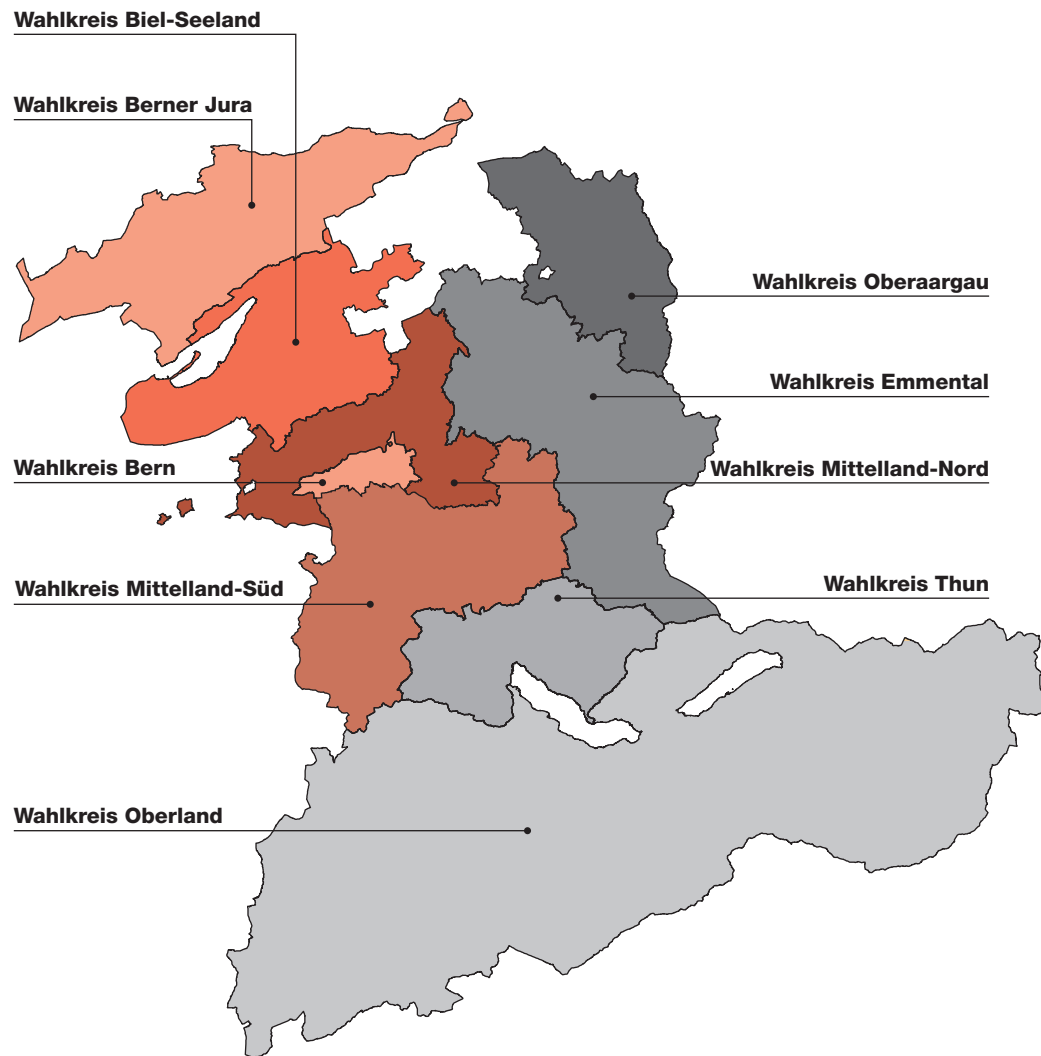 Wahlkreis Biel-Seeland
Wahlkreis Berner Jura
Wahlkreis Oberaargau
Wahlkreis Emmental
Wahlkreis Bern
Wahlkreis Mittelland-Nord
Wahlkreis Mittelland-Süd
Wahlkreis Thun
Wahlkreis Oberland